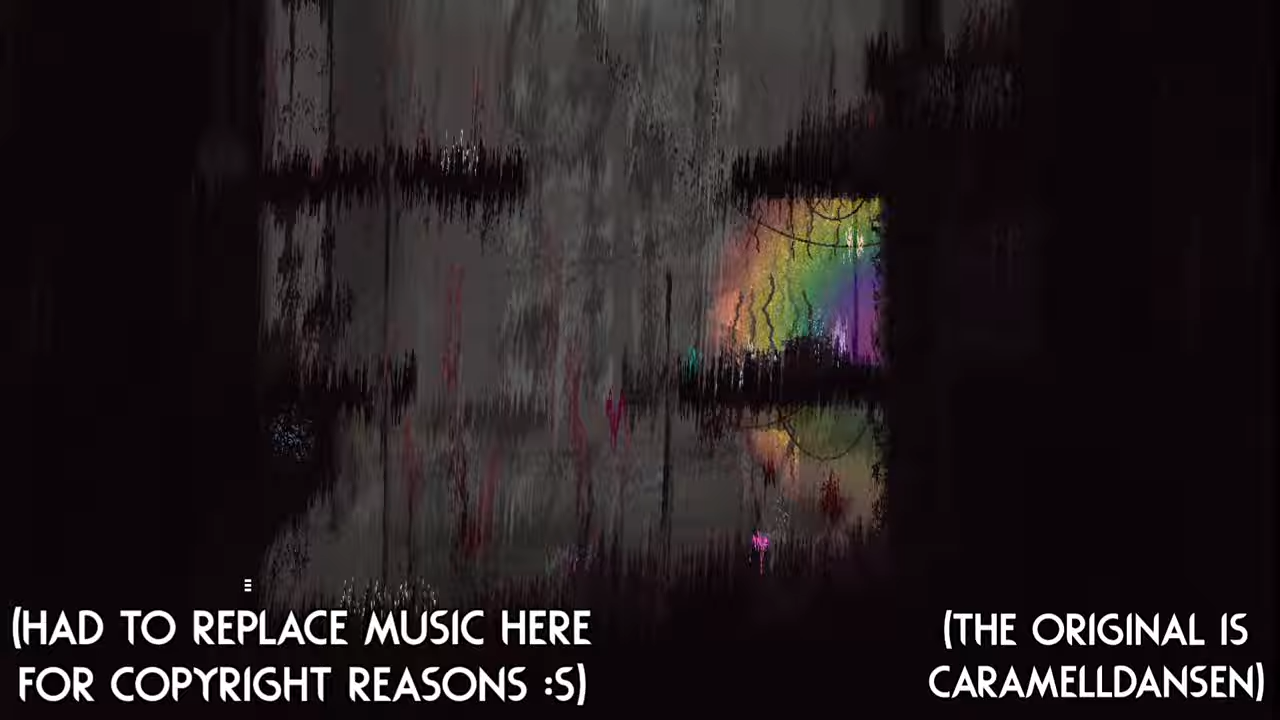 (HAD TO REPLACE MUSIC HERE
FOR COPYRIGHT REASONS :S)
(THE ORIGINAL IS
CARAMELLDANSEN)